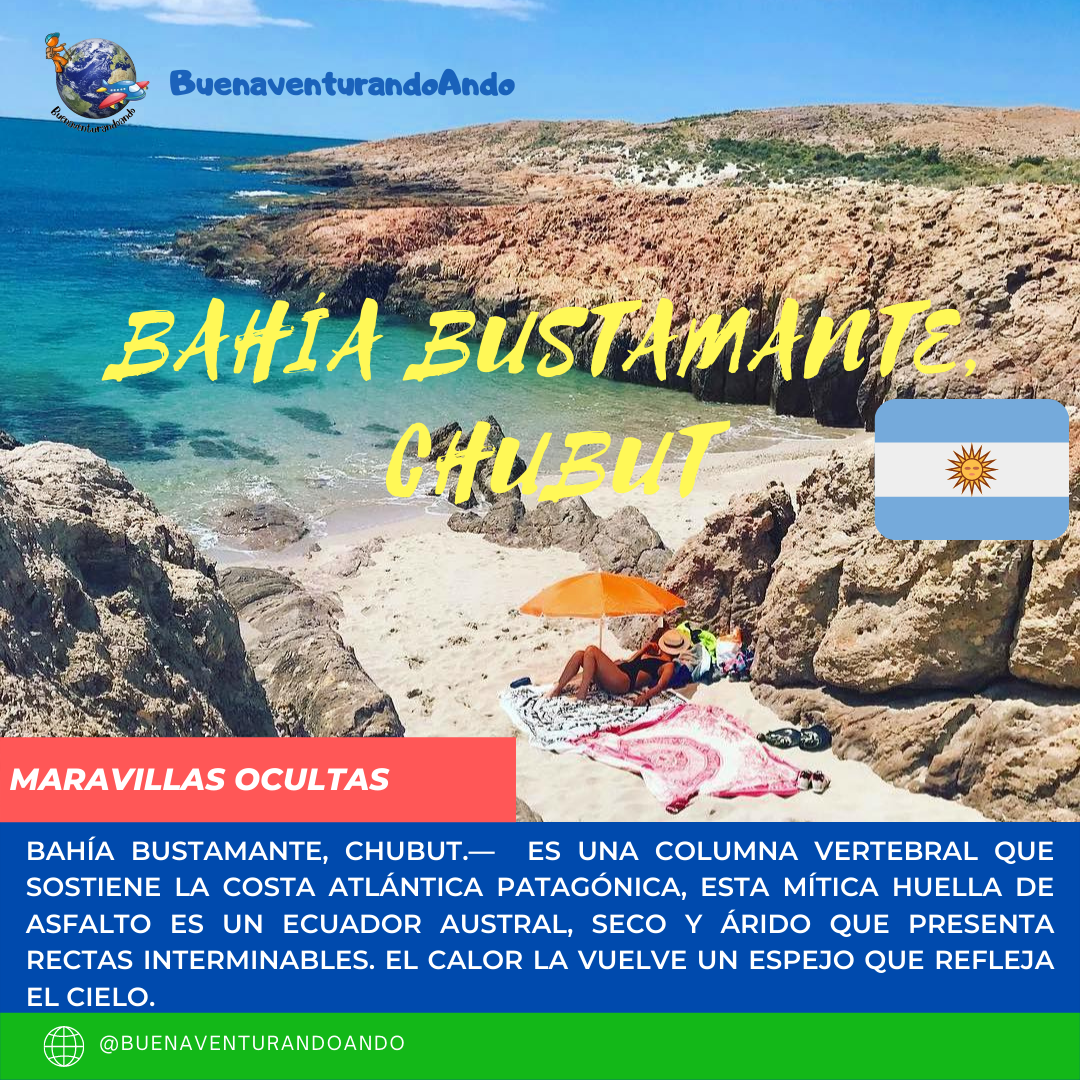 BuenaventurandoAndo
Buenaventurandoando
BAHÍA BUSTAMANTE,
CHUBUT
MARAVILLAS OCULTAS
BAHÍA BUSTAMANTE, CHUBUT.— ES UNA COLUMNA VERTEBRAL QUE
SOSTIENE LA COSTA ATLÁNTICA PATAGÓNICA, ESTA MÍTICA HUELLA DE
ASFALTO ES UN ECUADOR AUSTRAL, SECO Y ÁRIDO QUE PRESENTA
RECTAS INTERMINABLES. EL CALOR LA VUELVE UN ESPEJO QUE REFLEJA
EL CIELO.
@BUENAVENTURANDOANDO